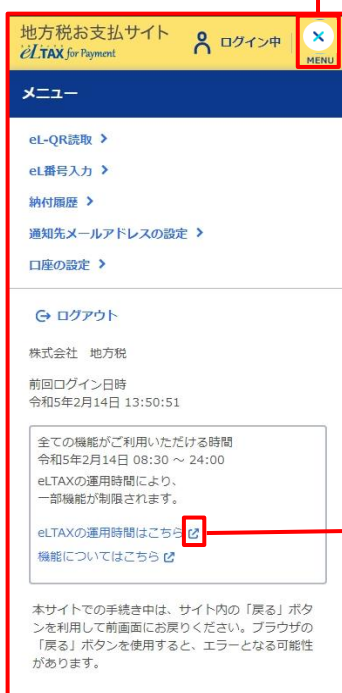 地方税お支払サイト
eLTAX for Payment
ログイン中
MENU
メニュー
eL-QR読取
eL番号入力
納付履歴
通知先メールアドレスの設定
口座の設定
ログアウト
株式会社　地方税
前回ログイン日時
令和5年2月14日 13:50:51
全ての機能がご利用いただける時間
令和5年2月14日 08:30 ～ 24:00
eLTAXの運用時間により、
一部機能が制限されます。
eLTAXの運用時間はこちら
機能についてはこちら
本サイトでの手続き中は、サイト内の「戻る」ボタ
ンを利用して前画面にお戻りください。ブラウザの
「戻る」ボタンを使用すると、エラーとなる可能性
があります。